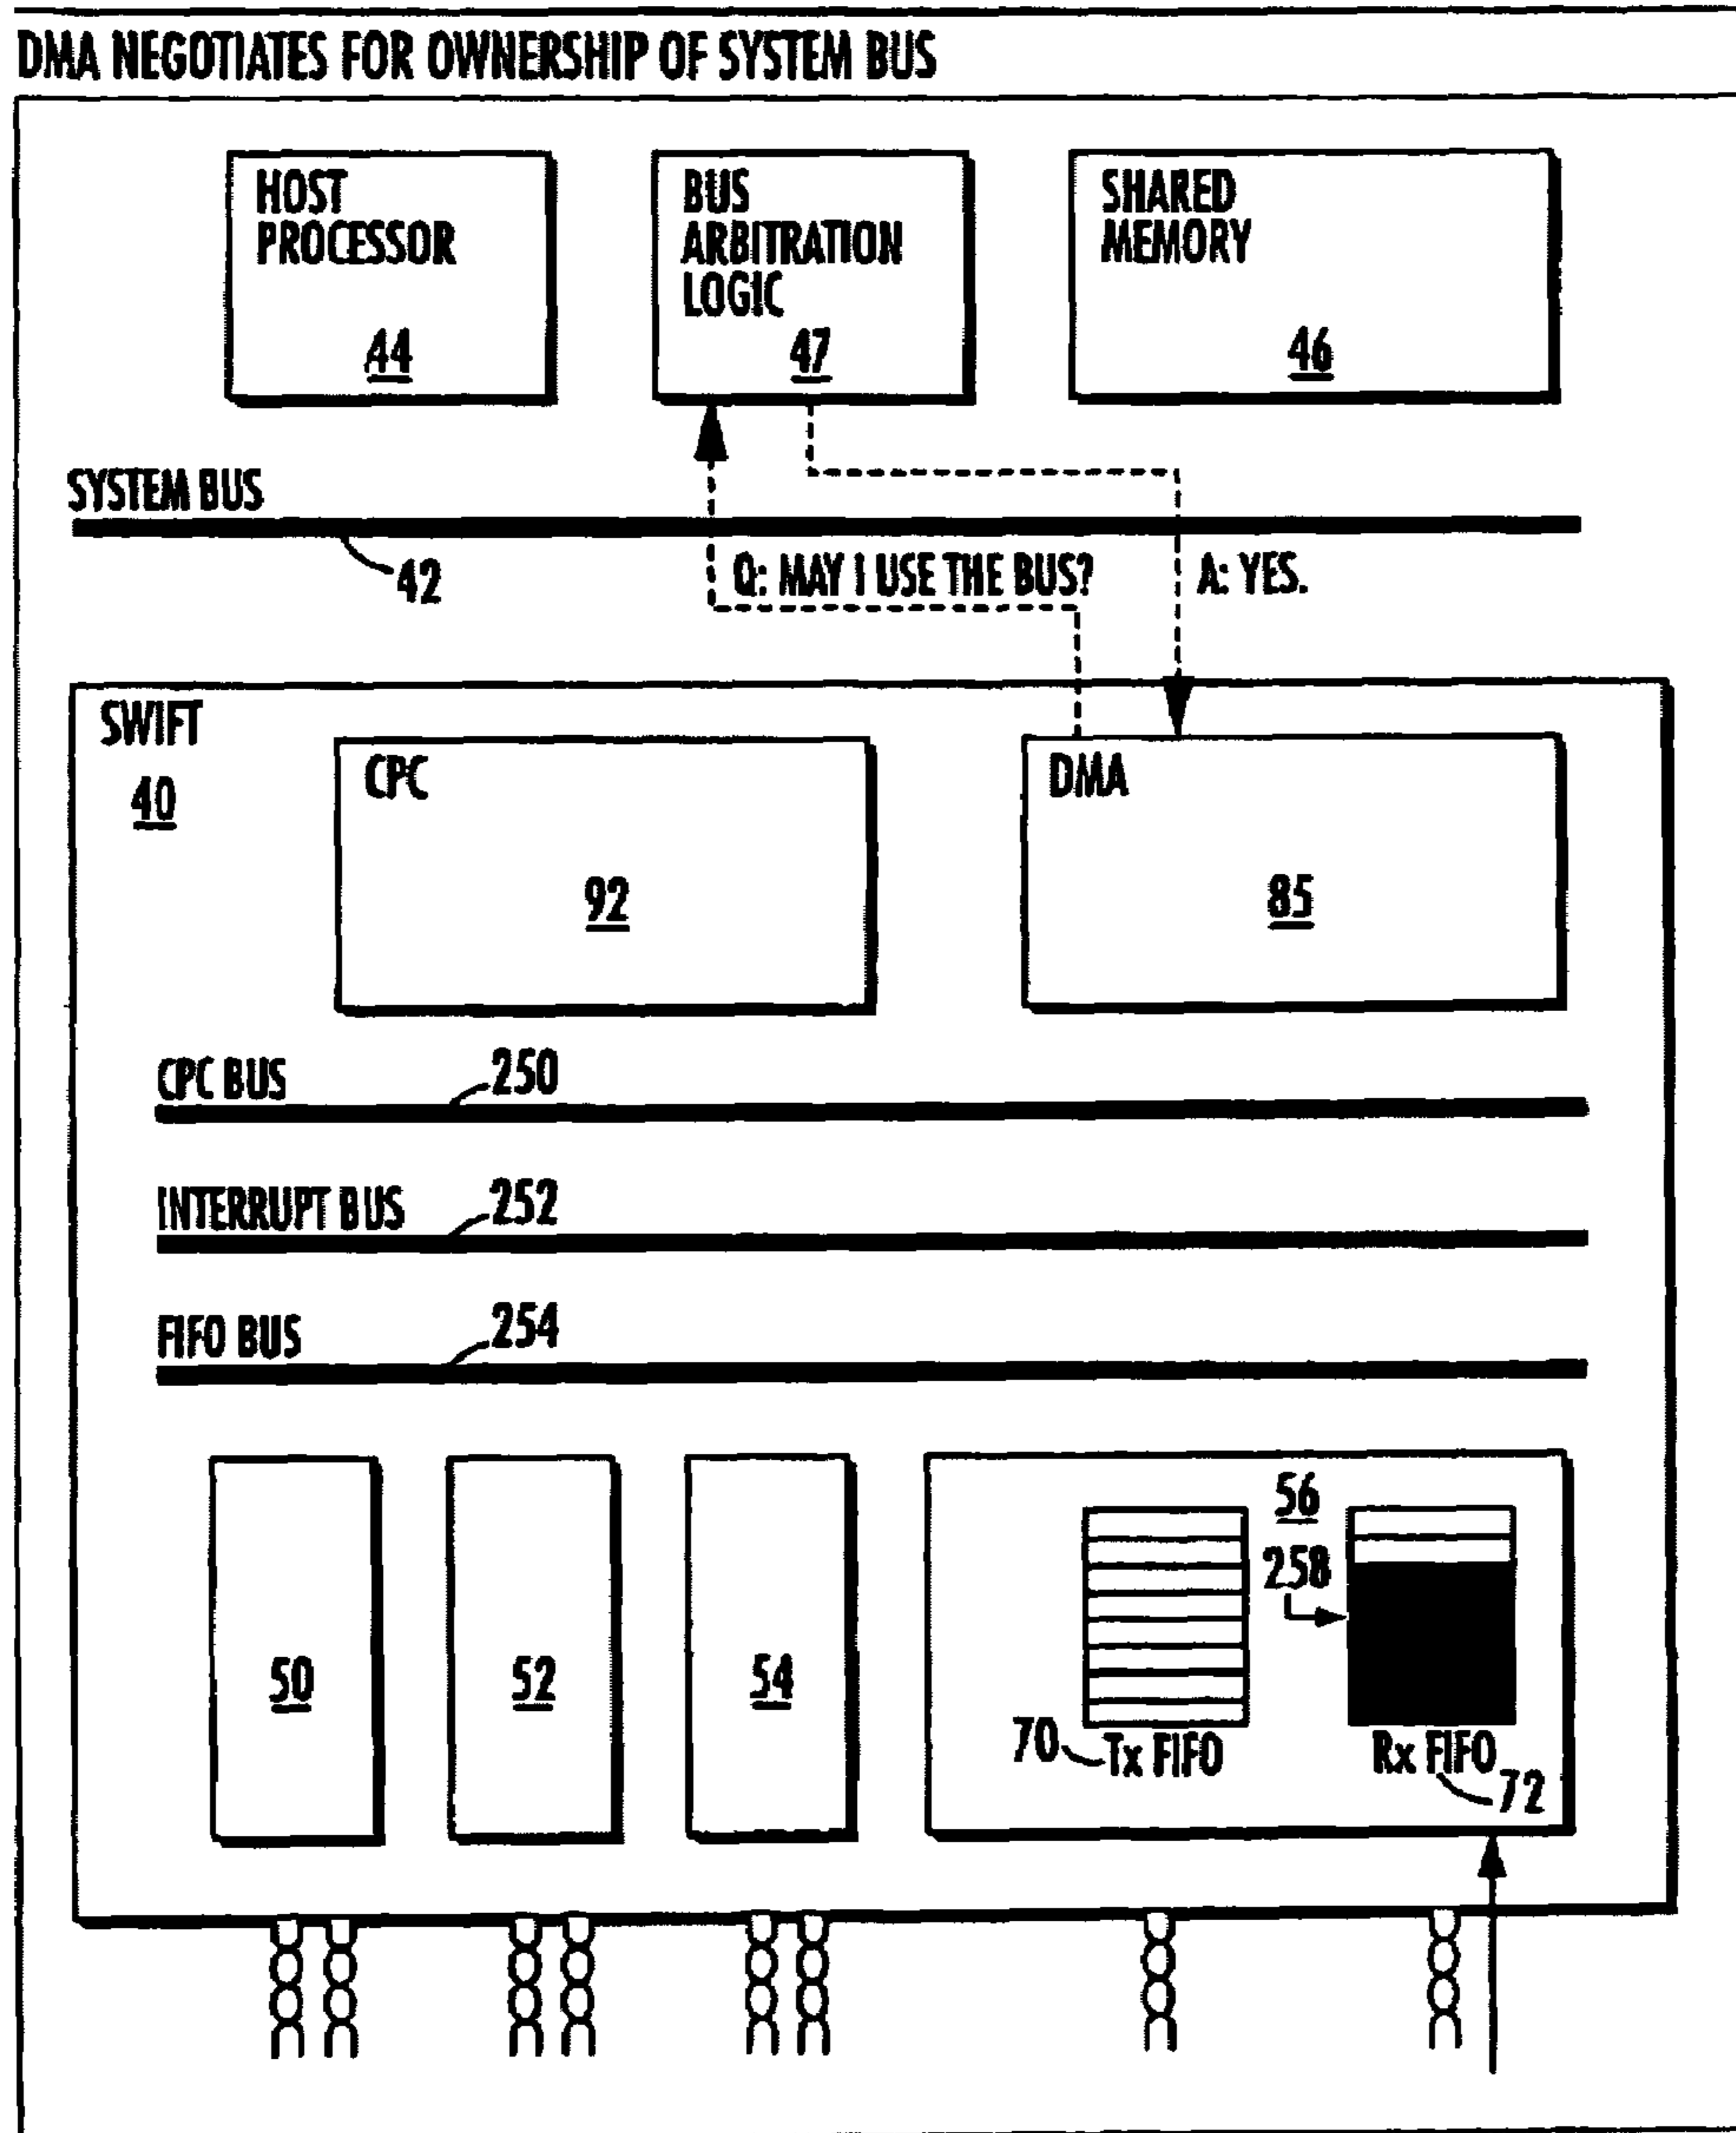 DMA NEGOTIATES FOR OWNERSHIP OF SYSTEM BUS
HOST
PROCESSOR
44
BUS
ARBITRATION
LOGIC
47
SHARED
MEMORY
46
SYSTEM BUS
42
Q: MAY I USE THE BUS?
A: YES.
SWIFT
40
CPC
92
DMA
85
CPC BUS
250
INTERRUPT BUS
252
FIFO BUS
254
50
52
54
56
258
70
Tx FIFO
Rx FIFO
72